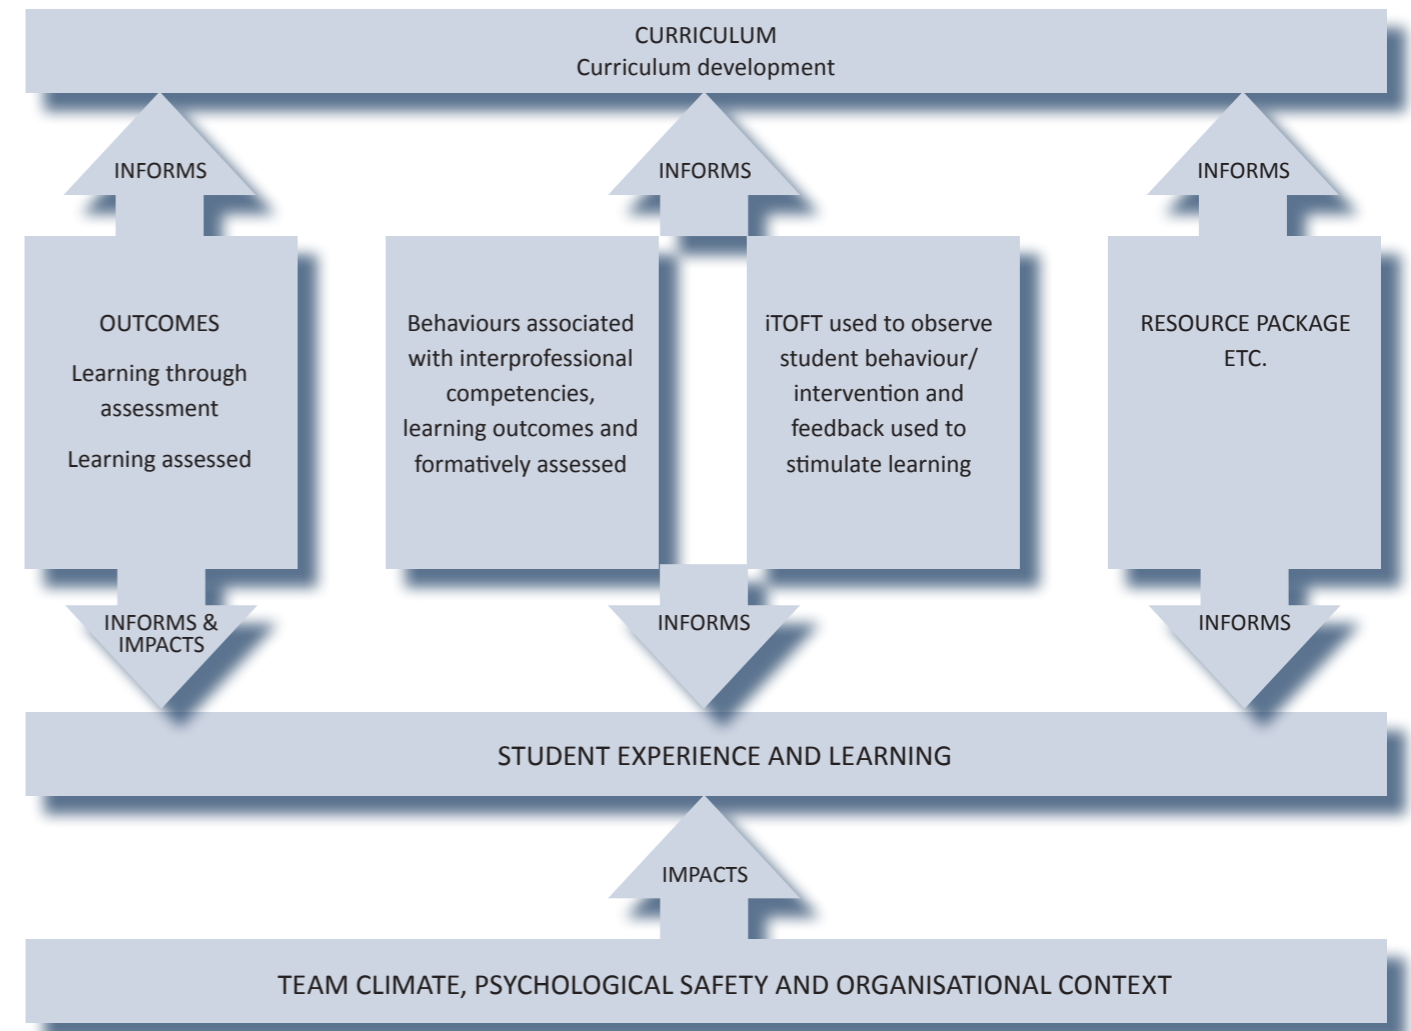 CURRICULUM
Curriculum development
INFORMS
INFORMS
INFORMS
OUTCOMES
Learning through
assessment
Learning assessed
Behaviours associated
with interprofessional
competencies,
learning outcomes and
formatively assessed
iTOFT used to observe
student behaviour/
intervention and
feedback used to
stimulate learning
RESOURCE PACKAGE
ETC.
INFORMS &
IMPACTS
INFORMS
INFORMS
STUDENT EXPERIENCE AND LEARNING
IMPACTS
TEAM CLIMATE, PSYCHOLOGICAL SAFETY AND ORGANISATIONAL CONTEXT